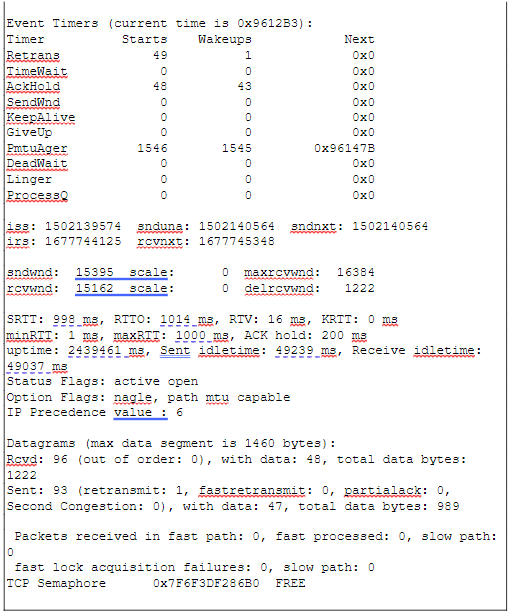 Event Timers (current time is 0x9612B3):
Timer          Starts    Wakeups            Next
Retrans            49          1             0x0
TimeWait            0          0             0x0
AckHold            48         43             0x0
SendWnd             0          0             0x0
KeepAlive           0          0             0x0
GiveUp              0          0             0x0
PmtuAger         1546       1545        0x96147B
DeadWait            0          0             0x0
Linger              0          0             0x0
ProcessQ            0          0             0x0
iss: 1502139574  snduna: 1502140564  sndnxt: 1502140564
irs: 1677744125  rcvnxt: 1677745348
sndwnd:  15395  scale:      0  maxrcvwnd:  16384
rcvwnd:  15162  scale:      0  delrcvwnd:   1222
SRTT: 998 ms, RTTO: 1014 ms, RTV: 16 ms, KRTT: 0 ms
minRTT: 1 ms, maxRTT: 1000 ms, ACK hold: 200 ms
uptime: 2439461 ms, Sent idletime: 49239 ms, Receive idletime:
49037 ms
Status Flags: active open
Option Flags: nagle, path mtu capable
IP Precedence value : 6
Datagrams (max data segment is 1460 bytes):
Rcvd: 96 (out of order: 0), with data: 48, total data bytes:
1222
Sent: 93 (retransmit: 1, fastretransmit: 0, partialack: 0,
Second Congestion: 0), with data: 47, total data bytes: 989
Packets received in fast path: 0, fast processed: 0, slow path:
0
fast lock acquisition failures: 0, slow path: 0
TCP Semaphore      0x7F6F3DF286B0  FREE